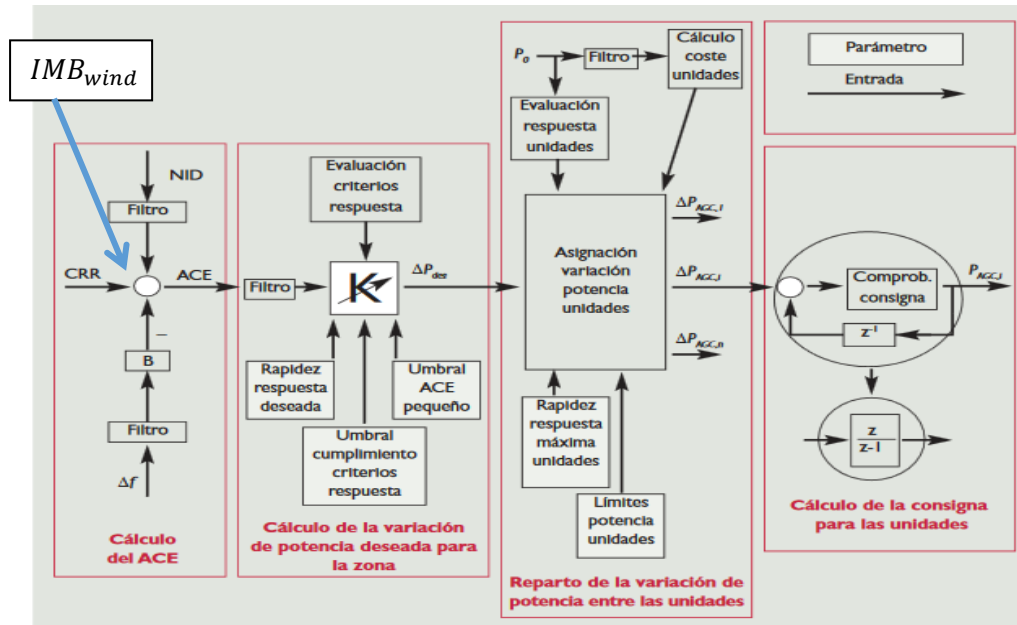 IMB_wind
NID
Filtro
CRR
ACE
–
B
Filtro
Δf
Cálculo
del ACE
Evaluación
criterios
respuesta
Filtro
K
ΔP_des
Rapidez
respuesta
deseada
Umbral
ACE
pequeño
Umbral
cumplimiento
criterios
respuesta
Cálculo de la variación
de potencia deseada para
la zona
P_o
Filtro
Cálculo
coste
unidades
Evaluación
respuesta
unidades
Asignación
variación
potencia
unidades
ΔP_AGC,1
ΔP_AGC,i
ΔP_AGC,n
Rapidez
respuesta
máxima
unidades
Límites
potencia
unidades
Reparto de la variación de
potencia entre las unidades
Parámetro
Entrada
Comprob.
consigna
P_AGC,i
z⁻¹
z
z-1
Cálculo de la consigna
para las unidades